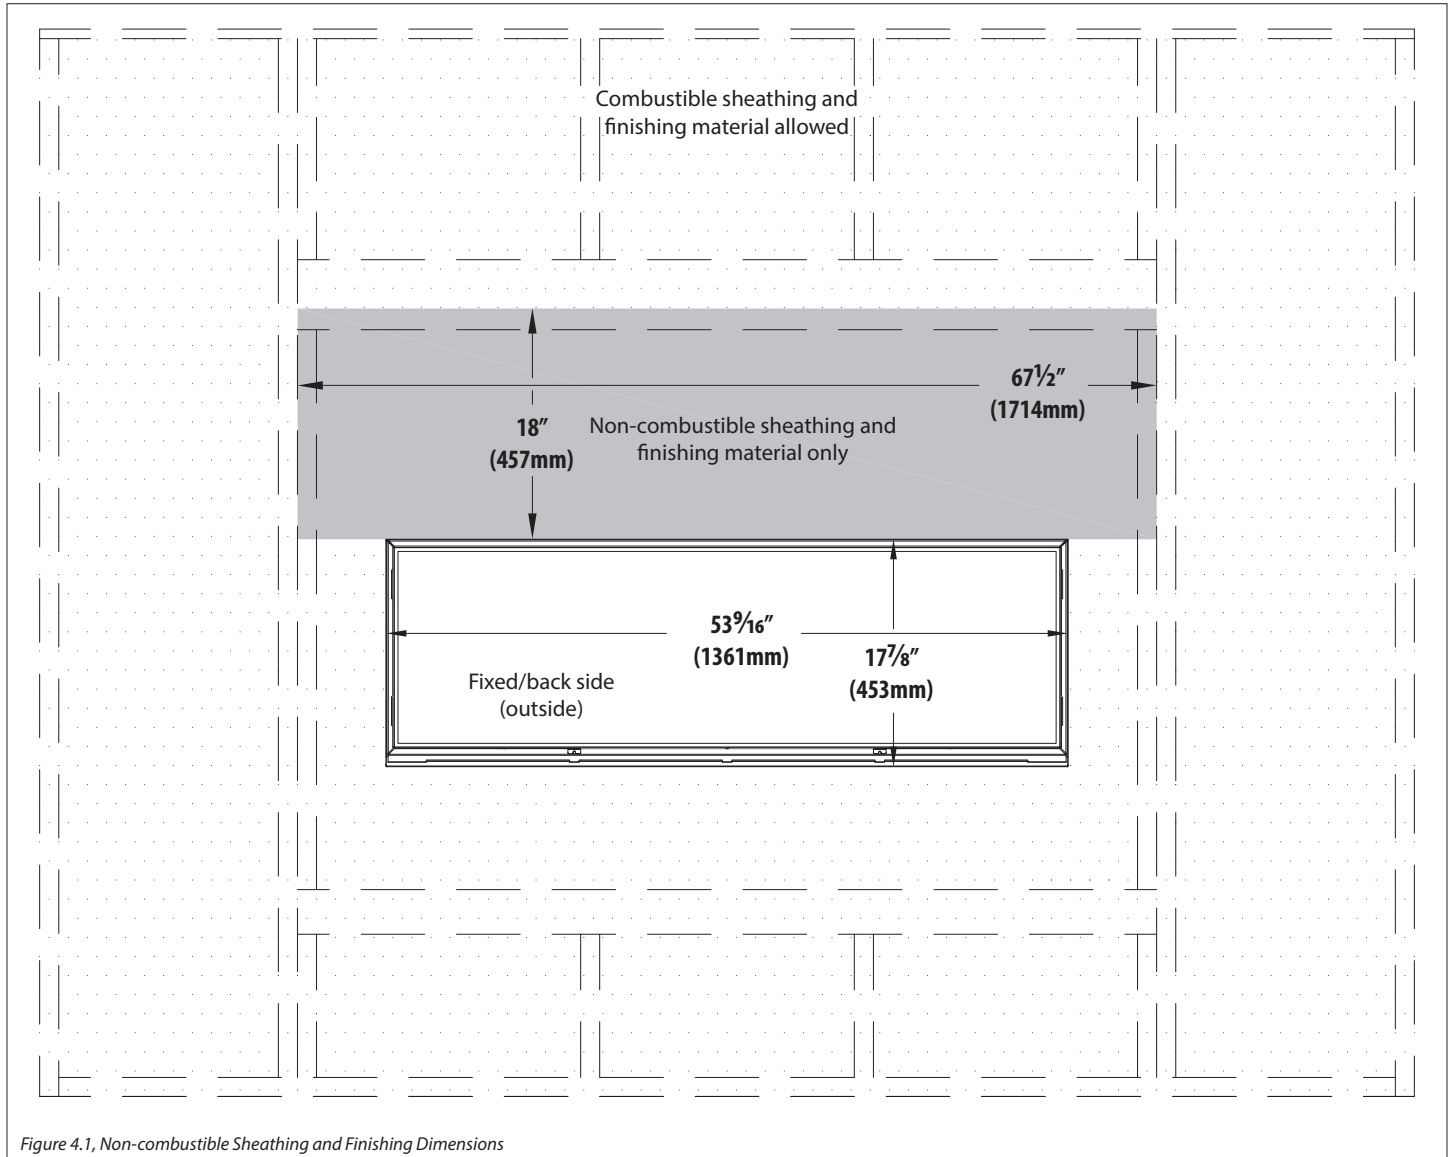 Combustible sheathing and
finishing material allowed
67½″
(1714mm)
18″
(457mm)
Non-combustible sheathing and
finishing material only
53⁹⁄₁₆″
(1361mm)
17⅞″
(453mm)
Fixed/back side
(outside)
Figure 4.1, Non-combustible Sheathing and Finishing Dimensions